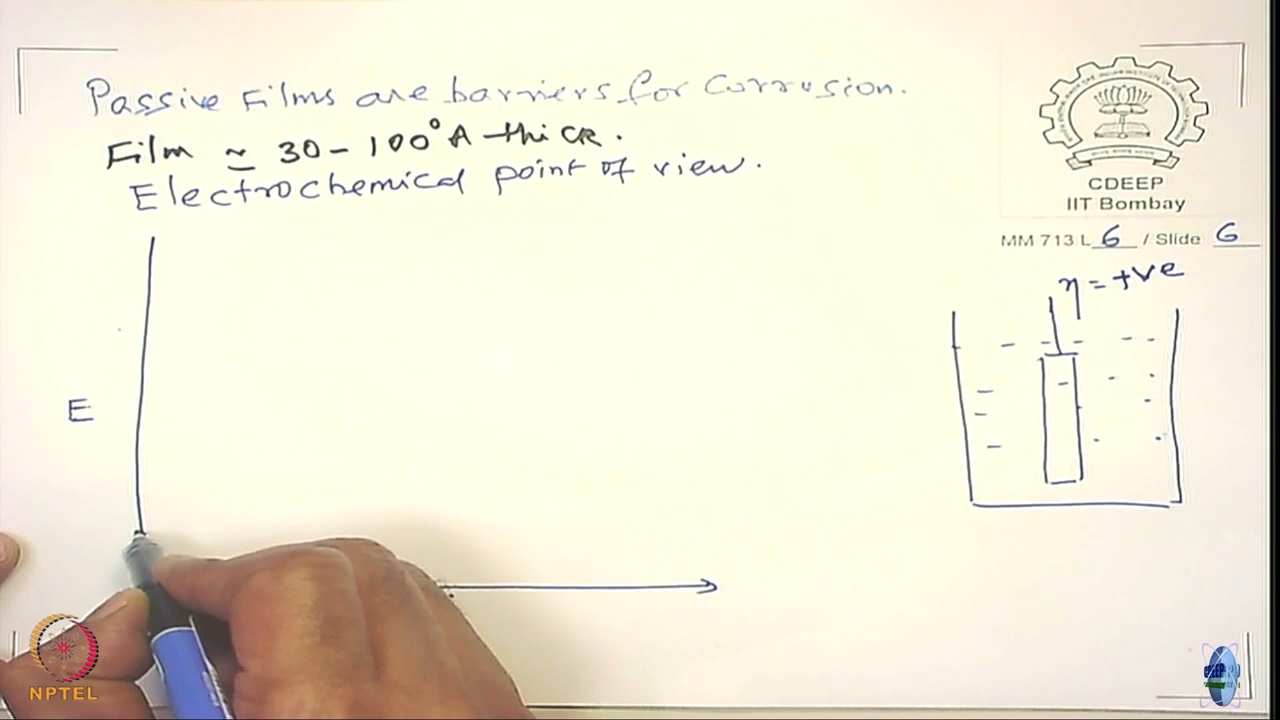 Passive Films are barriers for Corrosion.
Film ≃ 30 - 100°A thick.
Electrochemical point of view.
CDEEP
IIT Bombay
MM 713 L 6 / Slide 6
η = +ve
E
NPTEL